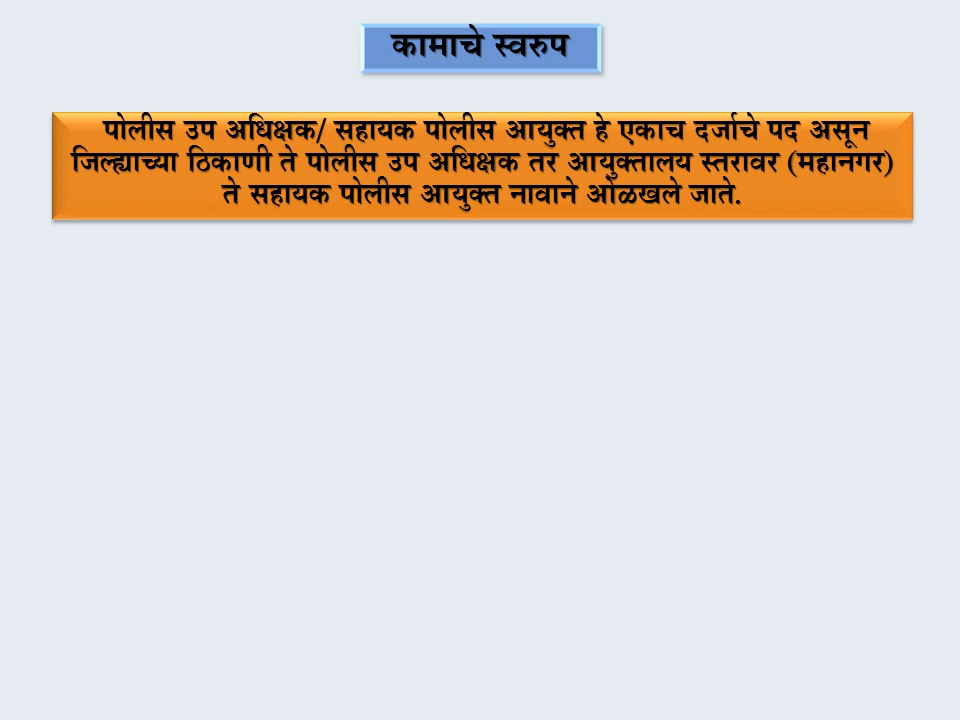 कामाचे स्वरुप
पोलीस उप अधिक्षक/ सहायक पोलीस आयुक्त हे एकाच दर्जाचे पद असून
जिल्ह्याच्या ठिकाणी ते पोलीस उप अधिक्षक तर आयुक्तालय स्तरावर (महानगर)
ते सहायक पोलीस आयुक्त नावाने ओळखले जाते.